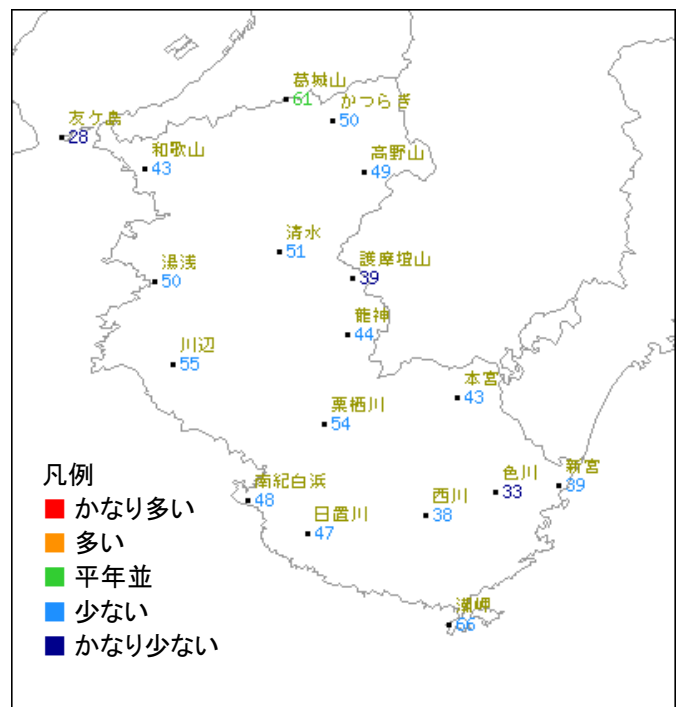 葛城山
61
かつらぎ
50
友ケ島
28
和歌山
43
高野山
49
清水
51
護摩壇山
39
湯浅
50
龍神
44
川辺
55
本宮
43
栗栖川
54
南紀白浜
48
日置川
47
西川
38
色川
33
新宮
39
潮岬
66
凡例
かなり多い
多い
平年並
少ない
かなり少ない